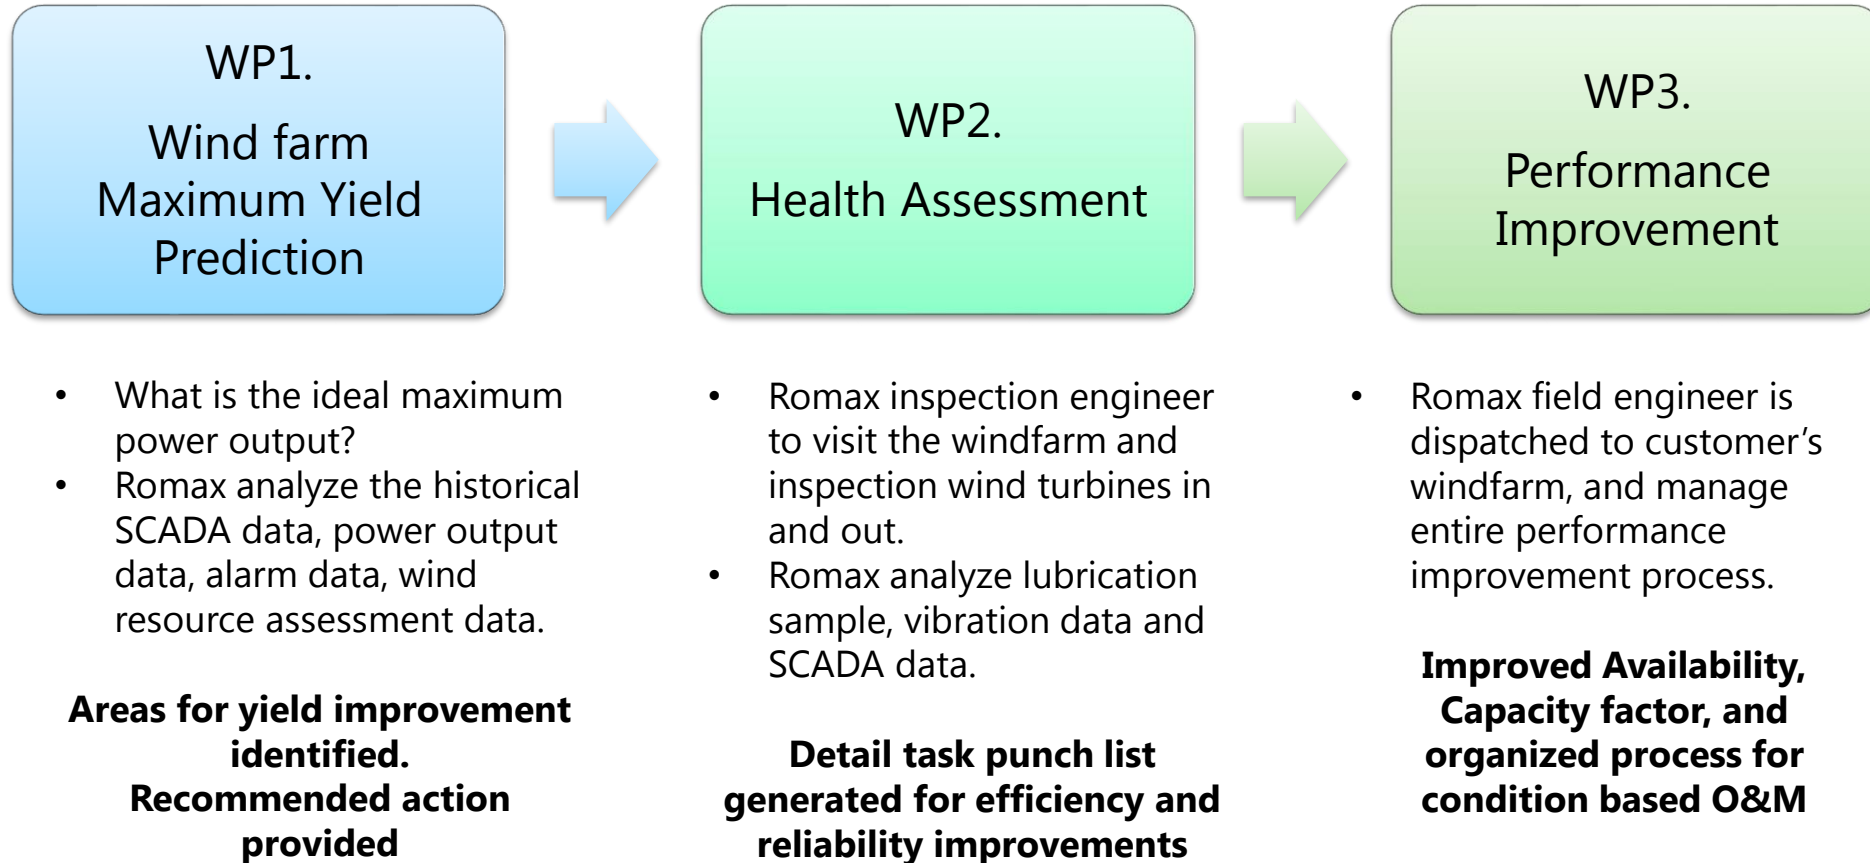 WP1.
Wind farm
Maximum Yield
Prediction
WP2.
Health Assessment
WP3.
Performance
Improvement
• What is the ideal maximum
power output?
• Romax analyze the historical
SCADA data, power output
data, alarm data, wind
resource assessment data.
Areas for yield improvement
identified.
Recommended action
provided
• Romax inspection engineer
to visit the windfarm and
inspection wind turbines in
and out.
• Romax analyze lubrication
sample, vibration data and
SCADA data.
Detail task punch list
generated for efficiency and
reliability improvements
• Romax field engineer is
dispatched to customer’s
windfarm, and manage
entire performance
improvement process.
Improved Availability,
Capacity factor, and
organized process for
condition based O&M